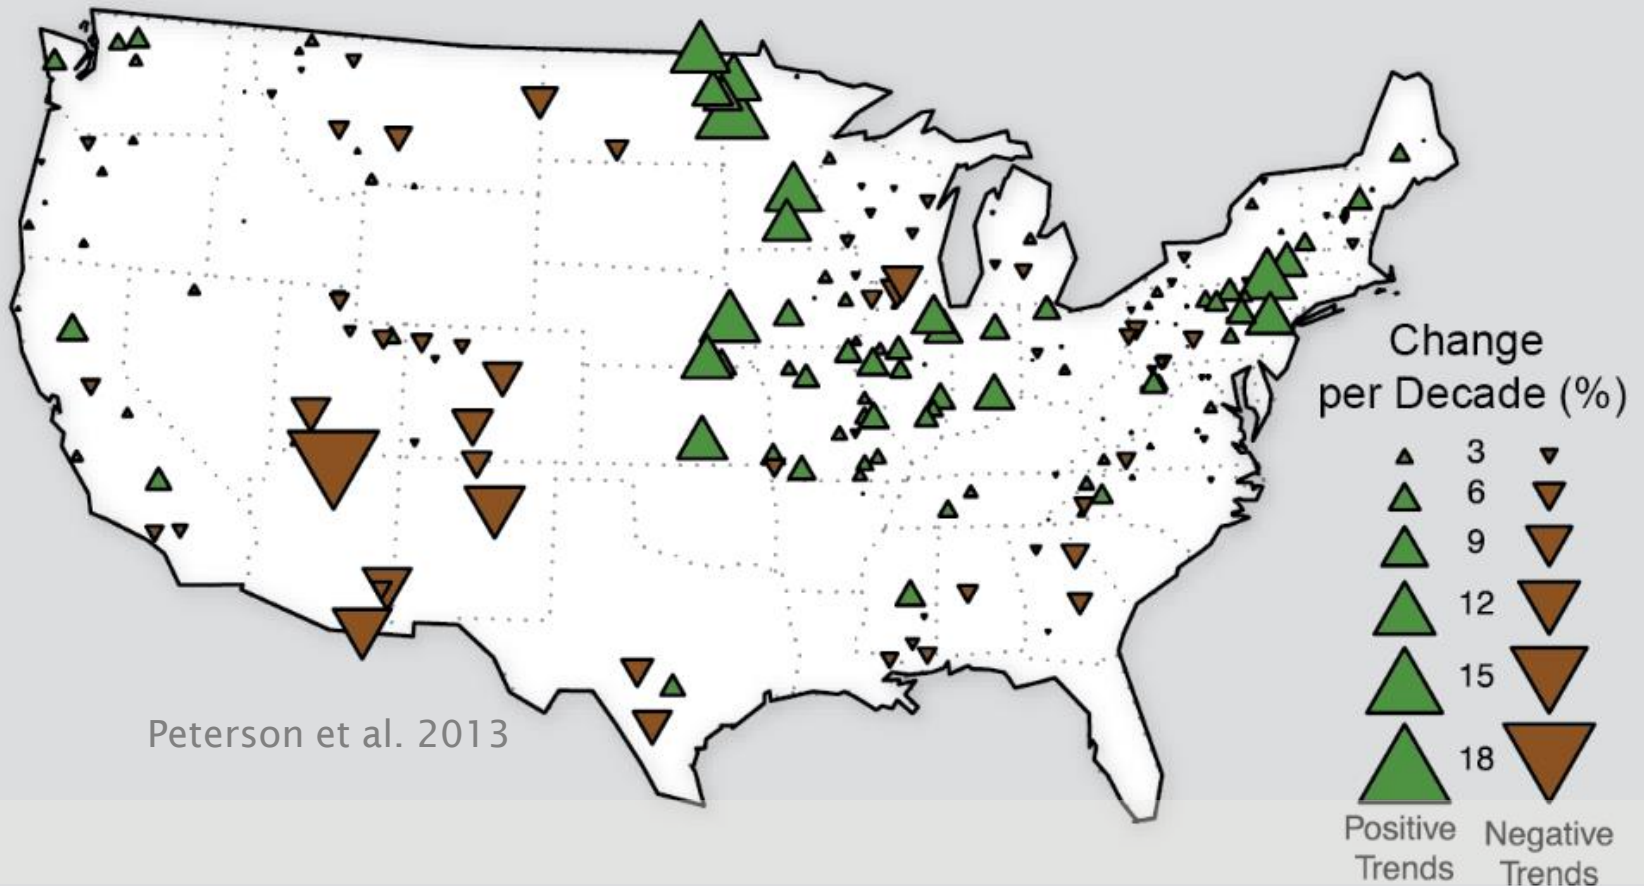 Change
per Decade (%)
3
6
9
12
15
18
Positive Negative
Trends Trends
Peterson et al. 2013